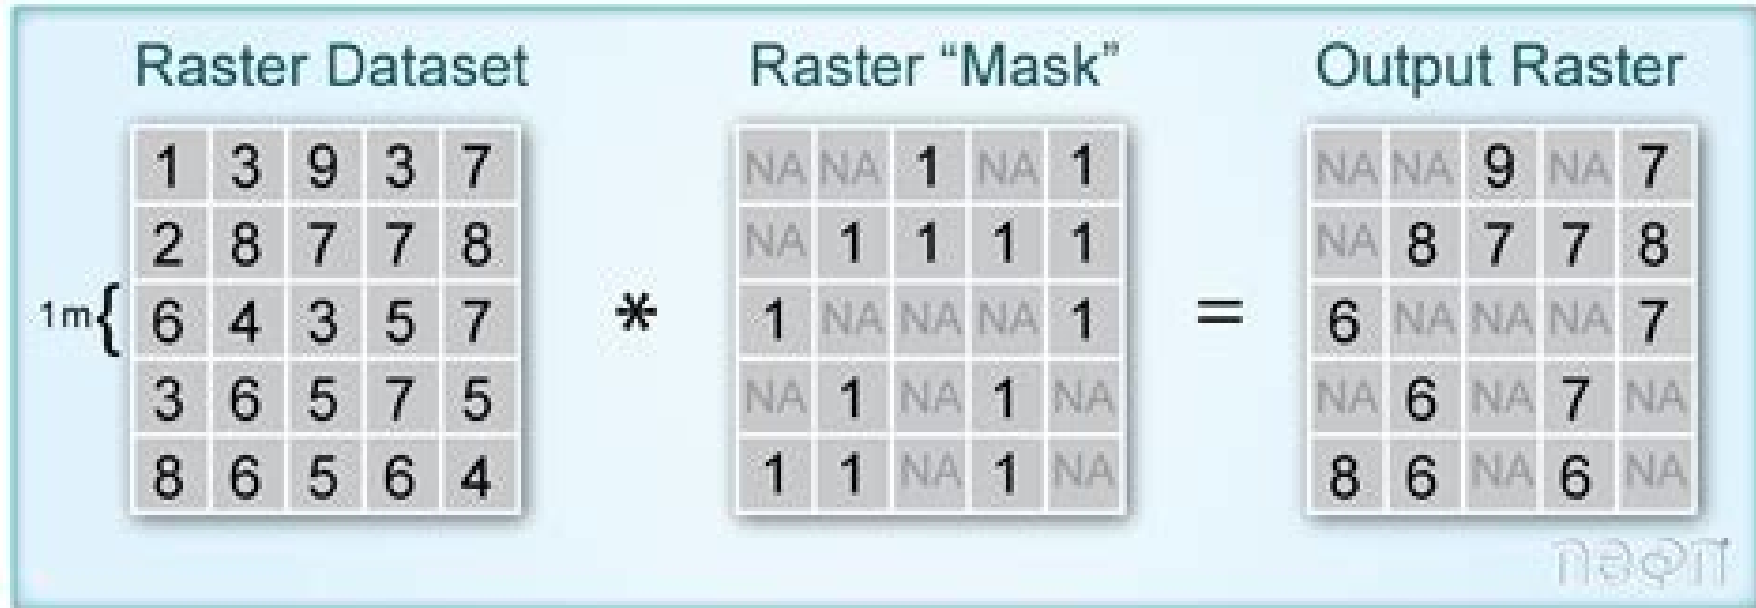 Raster Dataset Raster “Mask” Output Raster
1 3 9 3 7 NA NA 1 NA 1 NA NA 9 NA 7
2 8 7 7 8 NA 1 1 1 1 NA 8 7 7 8
1m{ 6 4 3 5 7 * 1 NA NA NA 1 = 6 NA NA NA 7
3 6 5 7 5 NA 1 NA 1 NA NA 6 NA 7 NA
8 6 5 6 4 1 1 NA 1 NA 8 6 NA 6 NA